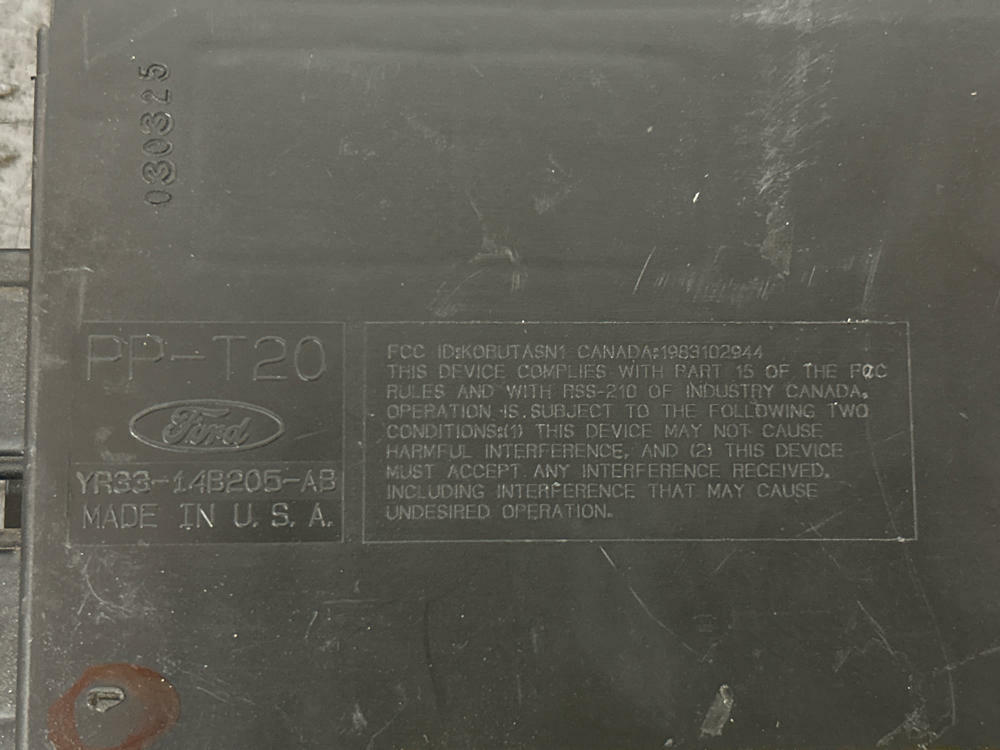 030325
PP-T20
Ford
YR33-14B205-AB
MADE IN U.S.A.
FCC ID:KOBUTASN1 CANADA:1983102944
THIS DEVICE COMPLIES WITH PART 15 OF THE FCC
RULES AND WITH RSS-210 OF INDUSTRY CANADA.
OPERATION IS SUBJECT TO THE FOLLOWING TWO
CONDITIONS:(1) THIS DEVICE MAY NOT CAUSE
HARMFUL INTERFERENCE, AND (2) THIS DEVICE
MUST ACCEPT ANY INTERFERENCE RECEIVED,
INCLUDING INTERFERENCE THAT MAY CAUSE
UNDESIRED OPERATION.